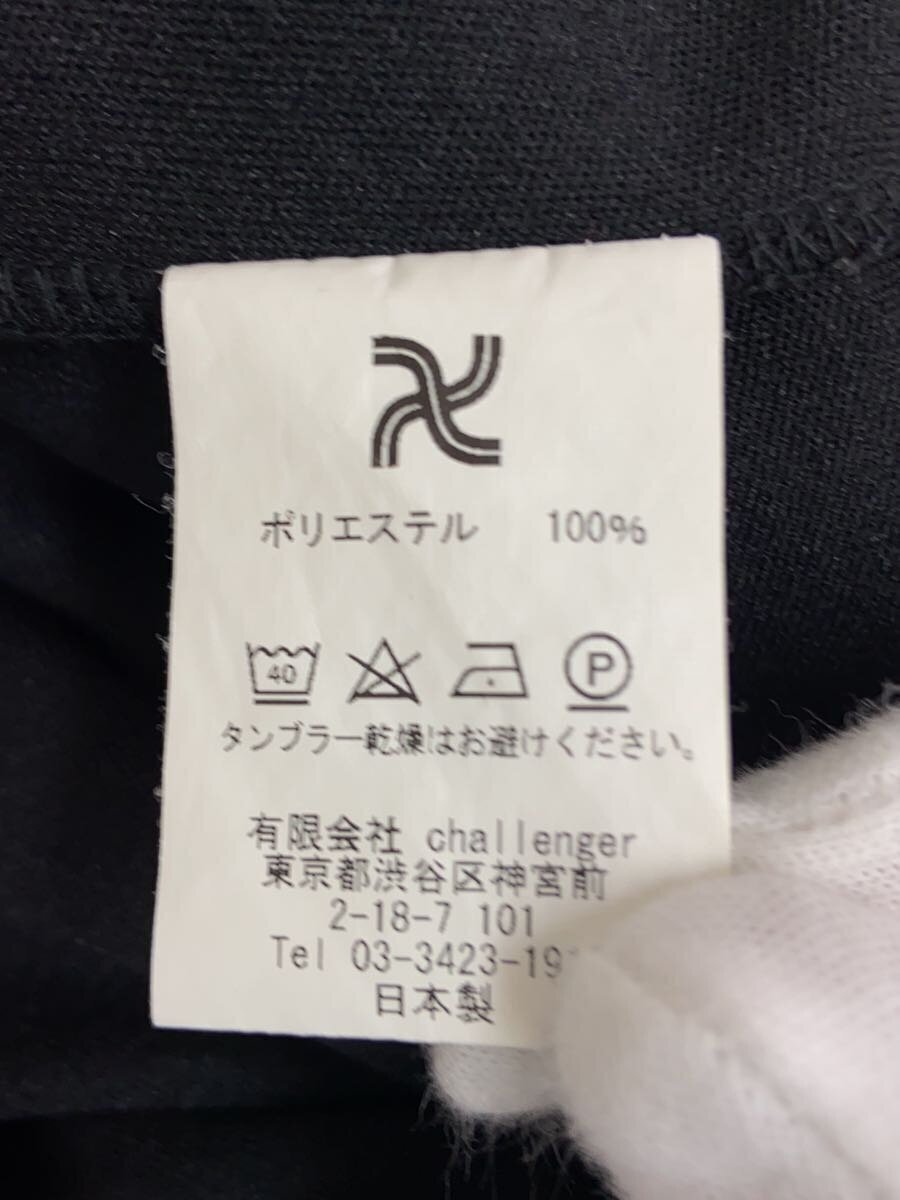 ポリエステル 100%
40 P
タンブラー乾燥はお避けください。
有限会社 challenger
東京都渋谷区神宮前
2-18-7 101
Tel 03-3423-19
日本製